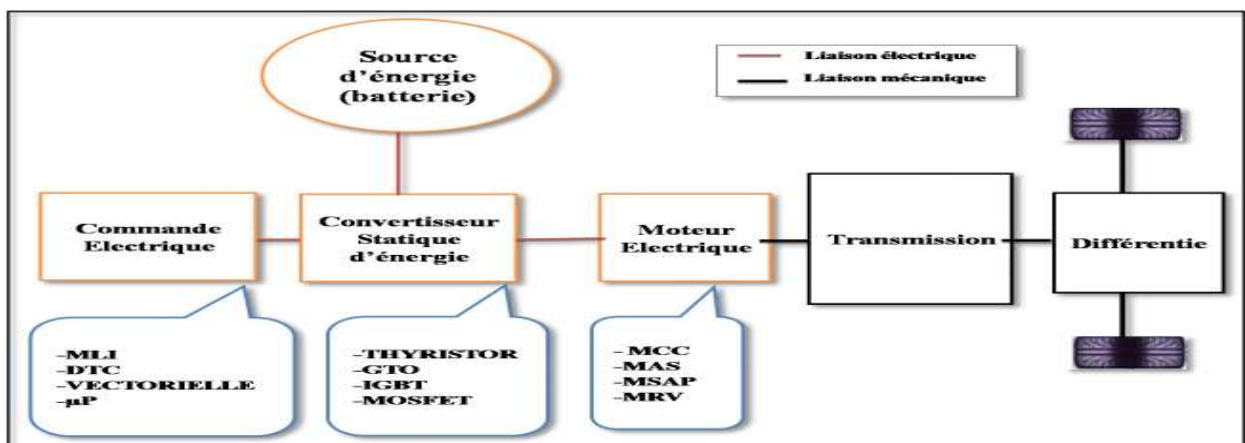 Source
d'énergie
(batterie)
Liaison électrique
Liaison mécanique
Commande
Electrique
Convertisseur
Statique
d'énergie
Moteur
Electrique
Transmission
Différentie
-MLI
-DTC
-VECTORIELLE
-µP
-THYRISTOR
-GTO
-IGBT
-MOSFET
- MCC
- MAS
- MSAP
- MRV